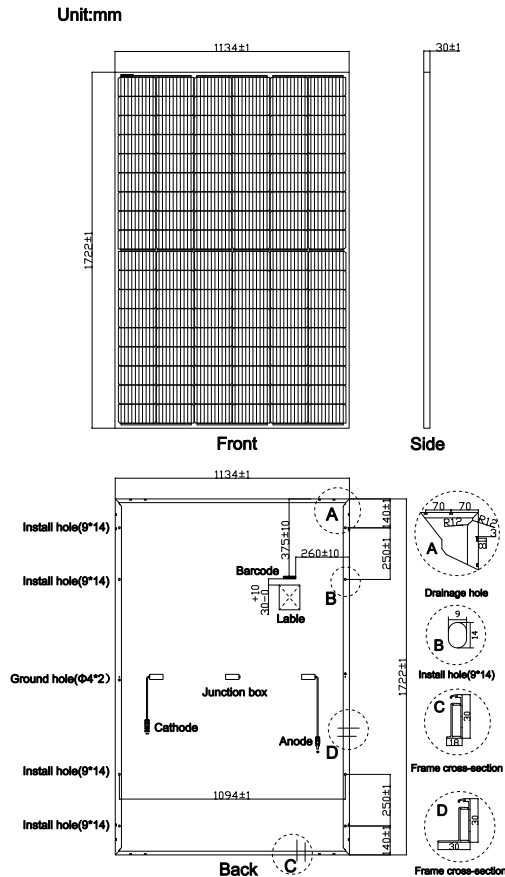 Unit:mm
1134±1
30±1
1722±1
Front
Side
1134±1
A
140±1
375±10
260±10
250±1
Install hole(9*14)
Install hole(9*14)
Barcode
B
+10
30-0
Lable
1722±1
Ground hole(Φ4*2)
Junction box
Cathode
Anode
D
Install hole(9*14)
1094±1
250±1
Install hole(9*14)
140±1
Back
C
70 70
R12
R12
3
8
A
Drainage hole
9
14
B
Install hole(9*14)
C
30
18
Frame cross-section
D
30
30
Frame cross-section